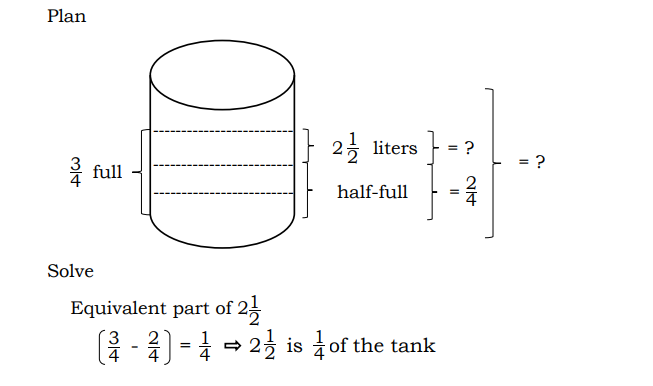 Plan
3/4 full
2 1/2 liters = ?
half-full = 2/4
= ?
Solve
Equivalent part of 2 1/2
(3/4 - 2/4) = 1/4 ⇨ 2 1/2 is 1/4 of the tank